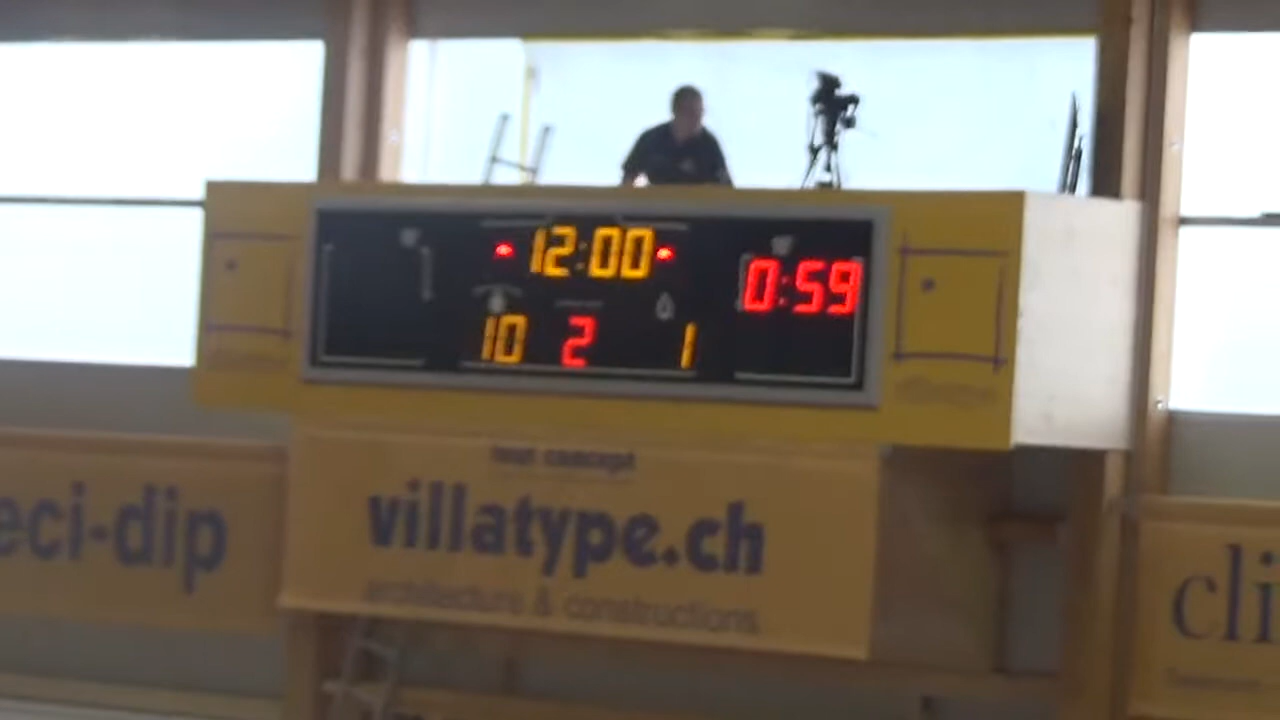 12:00
0:59
10 2 1
eci-dip
villatype.ch
architecture & constructions
cli